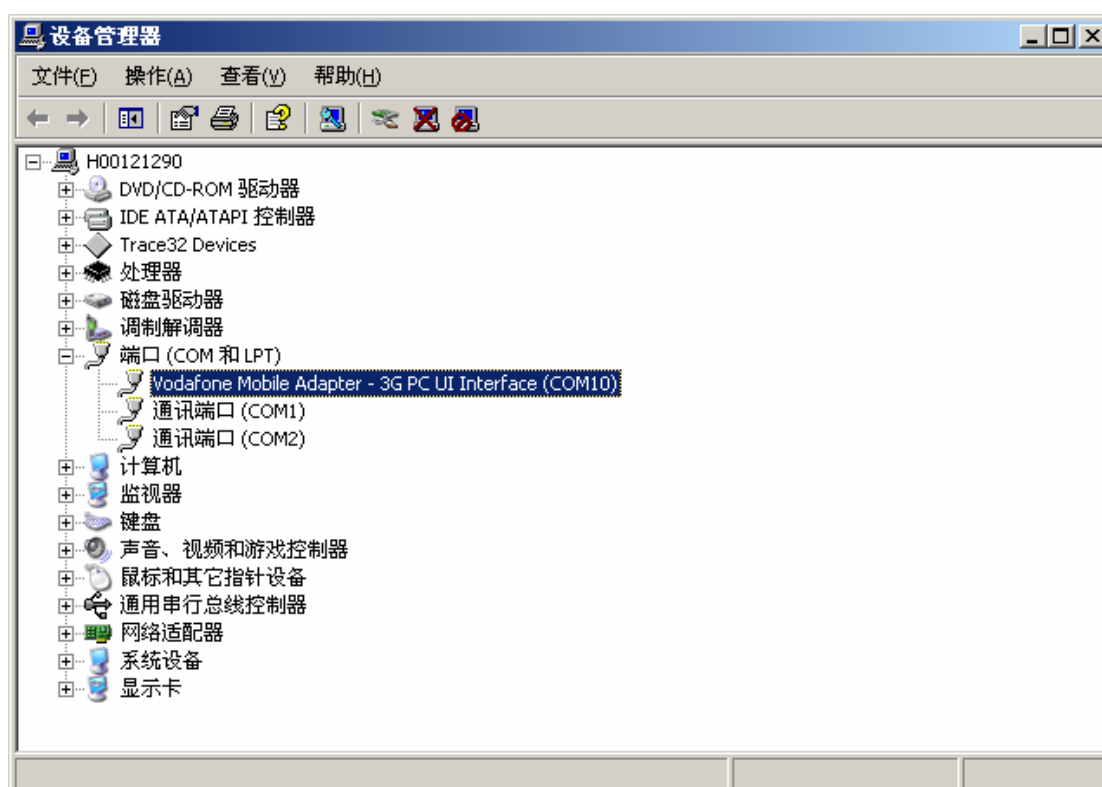 设备管理器
文件(F) 操作(A) 查看(V) 帮助(H)
H00121290
DVD/CD-ROM 驱动器
IDE ATA/ATAPI 控制器
Trace32 Devices
处理器
磁盘驱动器
调制解调器
端口 (COM 和 LPT)
Vodafone Mobile Adapter - 3G PC UI Interface (COM10)
通讯端口 (COM1)
通讯端口 (COM2)
计算机
监视器
键盘
声音、视频和游戏控制器
鼠标和其它指针设备
通用串行总线控制器
网络适配器
系统设备
显示卡